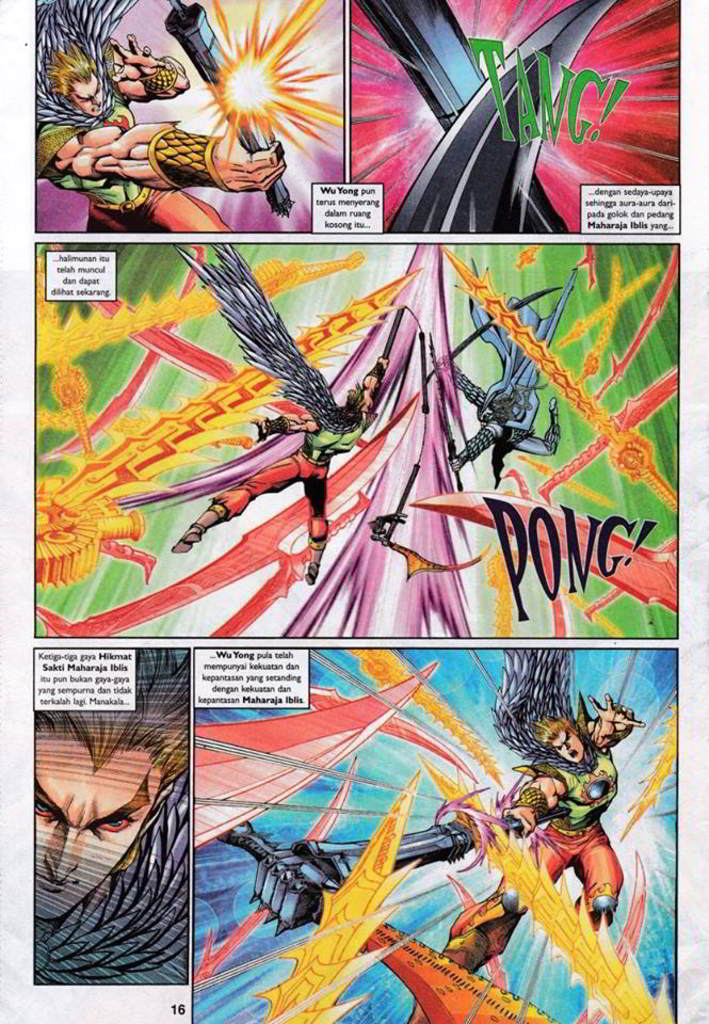 Wu Yong pun
terus menyerang
dalam ruang
kosong itu...
TANG!
...dengan sedaya-upaya
sehingga aura-aura dari-
pada golok dan pedang
Maharaja Iblis yang...
...halimunan itu
telah muncul
dan dapat
dilihat sekarang.
PONG!
Ketiga-tiga gaya Hikmat
Sakti Maharaja Iblis
itu pun bukan gaya-gaya
yang sempurna dan tidak
terkalah lagi. Manakala...
...Wu Yong pula telah
mempunyai kekuatan dan
kepantasan yang setanding
dengan kekuatan dan
kepantasan Maharaja Iblis.
16